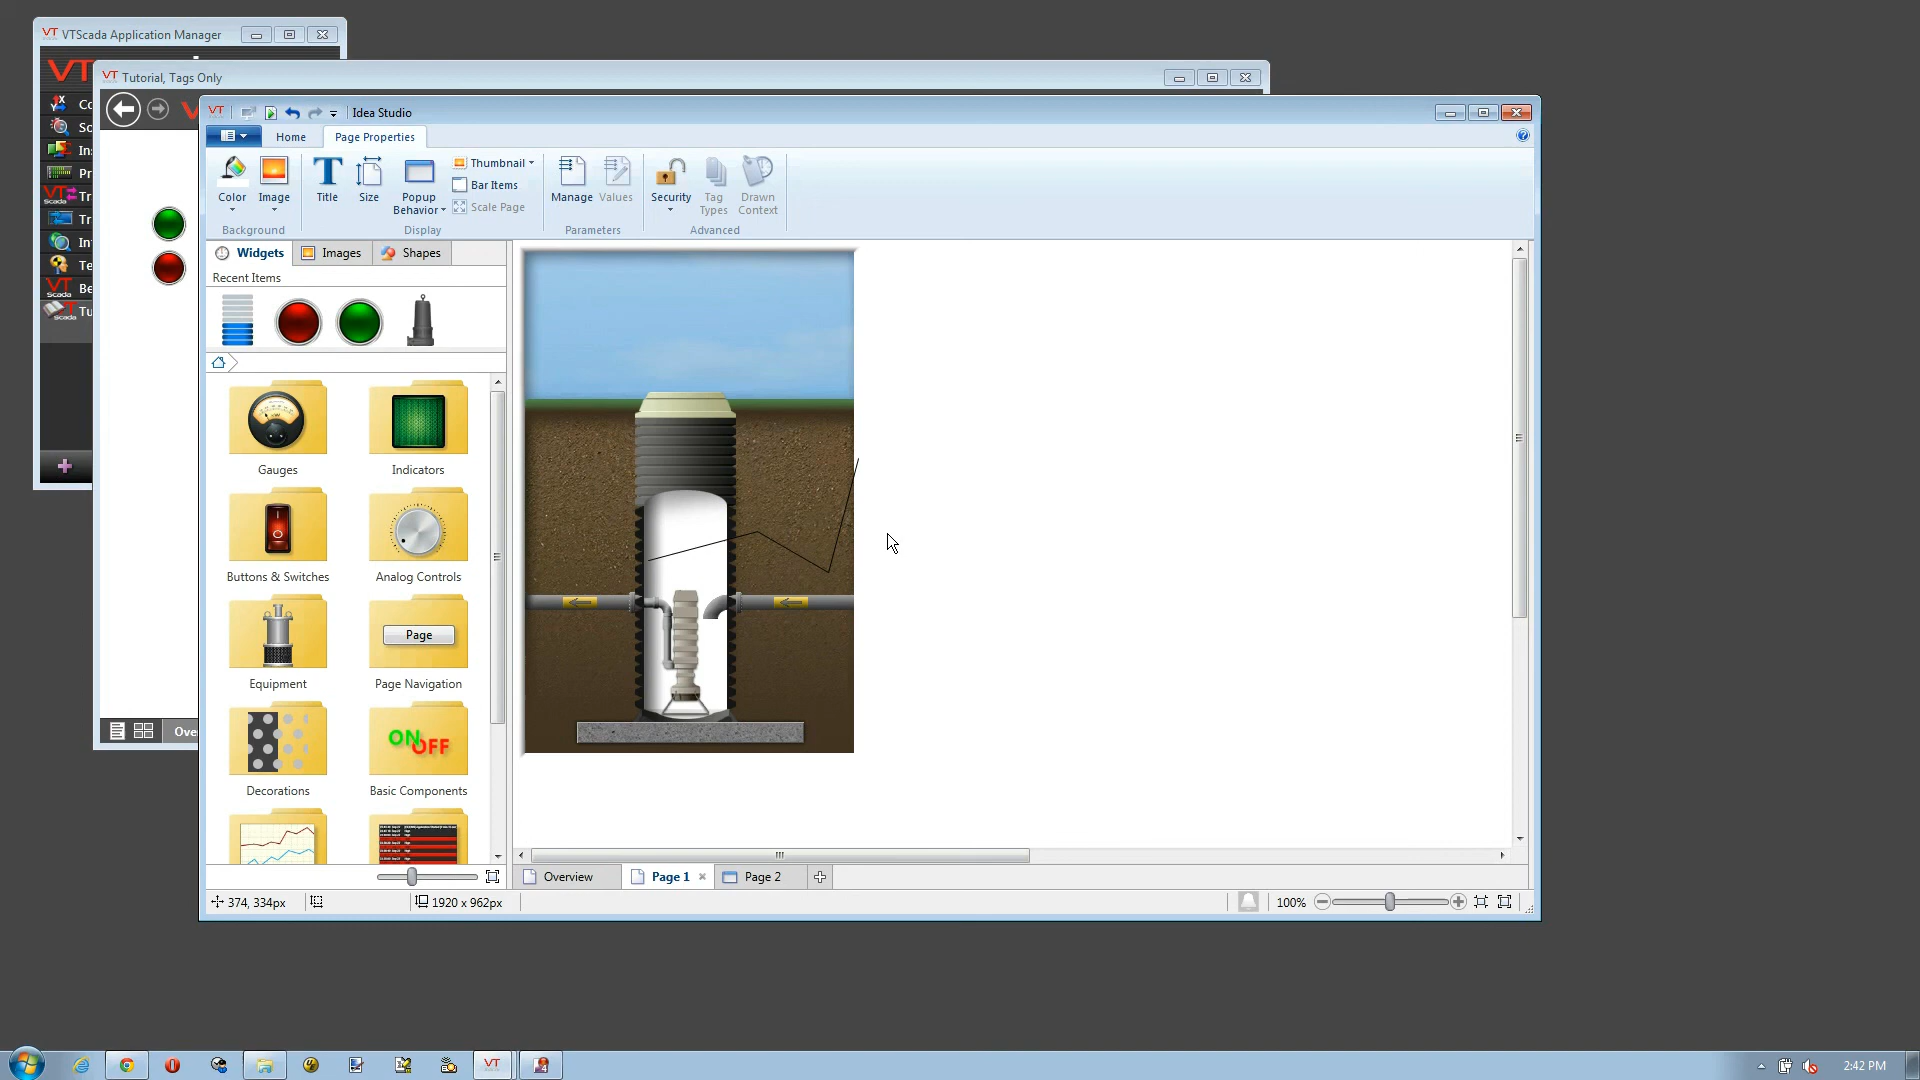 VTScada Application Manager
Tutorial, Tags Only
Idea Studio
Home
Page Properties
Color
Image
Background
Title
Size
Popup
Behavior
Thumbnail
Bar Items
Scale Page
Display
Manage
Values
Parameters
Security
Tag
Types
Drawn
Context
Advanced
Widgets
Images
Shapes
Recent Items
Gauges
Indicators
Buttons & Switches
Analog Controls
Page
Equipment
Page Navigation
ON
OFF
Decorations
Basic Components
Overview
Page 1
Page 2
374, 334px
1920 x 962px
100%
2:42 PM